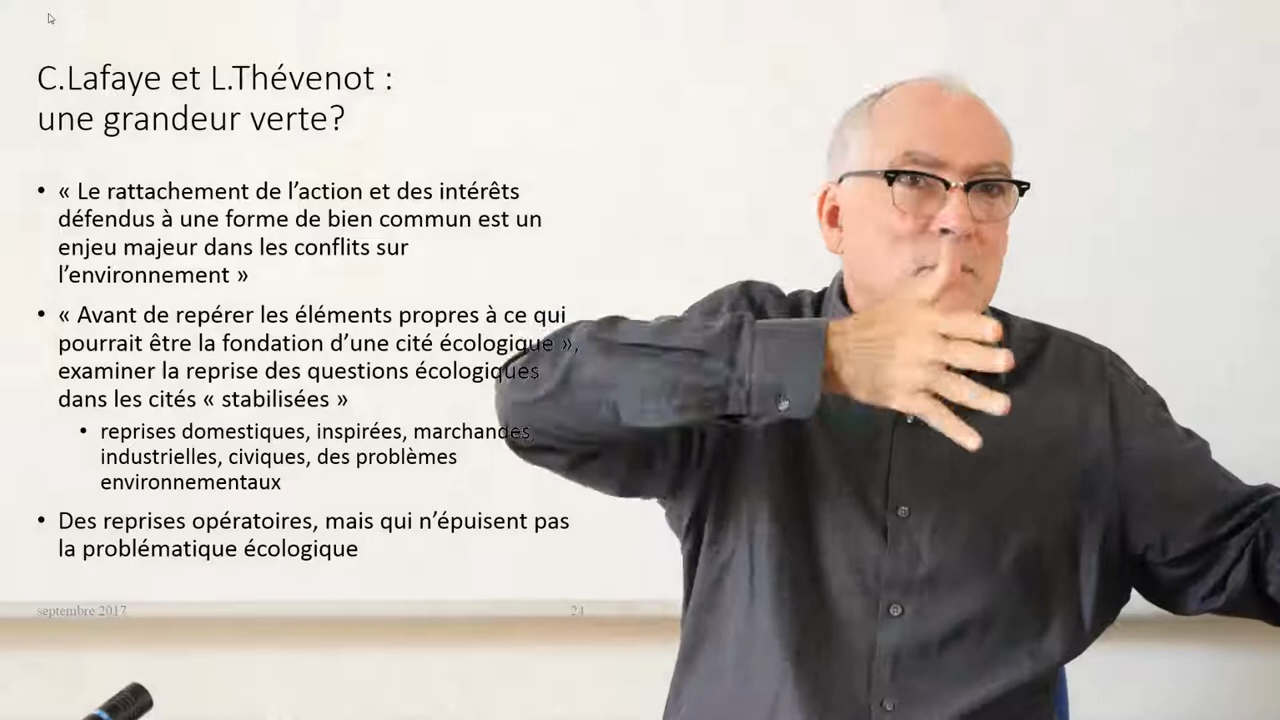 C.Lafaye et L.Thévenot :
une grandeur verte?
• « Le rattachement de l’action et des intérêts
défendus à une forme de bien commun est un
enjeu majeur dans les conflits sur
l’environnement »
• « Avant de repérer les éléments propres à ce qui
pourrait être la fondation d’une cité écologique »,
examiner la reprise des questions écologiques
dans les cités « stabilisées »
• reprises domestiques, inspirées, marchandes,
industrielles, civiques, des problèmes
environnementaux
• Des reprises opératoires, mais qui n’épuisent pas
la problématique écologique
septembre 2017
24